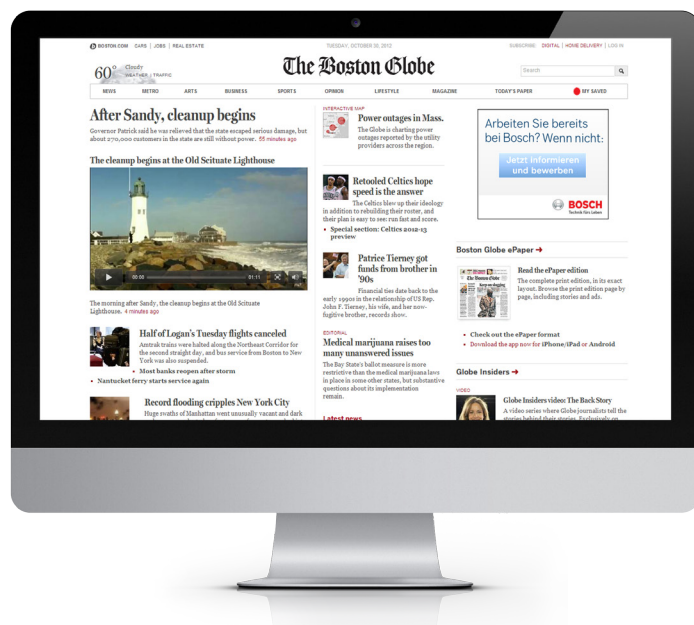 BOSTON.COM CARS | JOBS | REAL ESTATE
TUESDAY, OCTOBER 30, 2012
SUBSCRIBE: DIGITAL | HOME DELIVERY | LOG IN
60° Cloudy
WEATHER | TRAFFIC
The Boston Globe
Search
NEWS METRO ARTS BUSINESS SPORTS OPINION LIFESTYLE MAGAZINE TODAY'S PAPER MY SAVED
After Sandy, cleanup begins
Governor Patrick said he was relieved that the state escaped serious damage, but
about 270,000 customers in the state are still without power. 55 minutes ago
The cleanup begins at the Old Scituate Lighthouse
00:00 01:11
The morning after Sandy, the cleanup begins at the Old Scituate
Lighthouse. 4 minutes ago
Half of Logan's Tuesday flights canceled
Amtrak trains were halted along the Northeast Corridor for
the second straight day, and bus service from Boston to New
York was also suspended.
• Most banks reopen after storm
• Nantucket ferry starts service again
Record flooding cripples New York City
Huge swaths of Manhattan went unusually vacant and dark
INTERACTIVE MAP
Power outages in Mass.
The Globe is charting power
outages reported by the utility
providers across the region.
Retooled Celtics hope
speed is the answer
The Celtics blew up their ideology
in addition to rebuilding their roster, and
their plan is easy to see: run fast and score.
• Special section: Celtics 2012-13
preview
Patrice Tierney got
funds from brother in
'90s
Financial ties date back to the
early 1990s in the relationship of US Rep.
John F. Tierney, his wife, and her now-
fugitive brother, records show.
EDITORIAL
Medical marijuana raises too
many unanswered issues
The Bay State's ballot measure is more
restrictive than the medical marijuana laws
in place in some other states, but substantive
questions about its implementation
remain.
Latest news
Arbeiten Sie bereits
bei Bosch? Wenn nicht:
Jetzt informieren
und bewerben
BOSCH
Technik fürs Leben
Boston Globe ePaper →
Read the ePaper edition
The complete print edition, in its exact
layout. Browse the print edition page by
page, including stories and ads.
• Check out the ePaper format
• Download the app now for iPhone/iPad or Android
Globe Insiders →
VIDEO
Globe Insiders video: The Back Story
A video series where Globe journalists tell the
stories behind their stories. Exclusively on